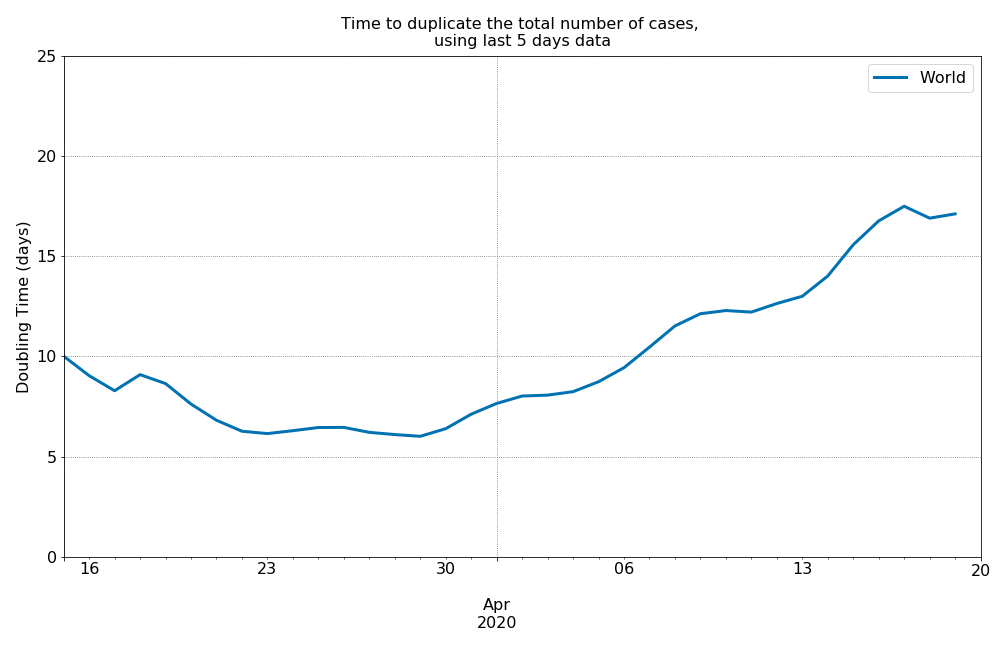 Time to duplicate the total number of cases,
using last 5 days data
World
Doubling Time (days)
25
20
15
10
5
0
16
23
30
06
13
20
Apr
2020